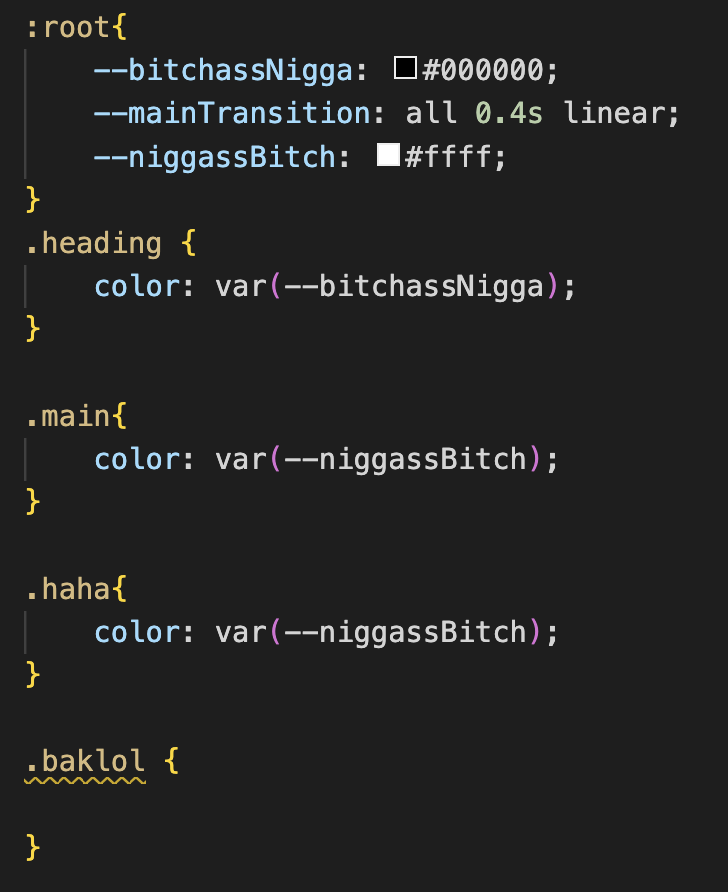 :root{
--bitchassNigga: #000000;
--mainTransition: all 0.4s linear;
--niggassBitch: #ffff;
}
.heading {
color: var(--bitchassNigga);
}
.main{
color: var(--niggassBitch);
}
.haha{
color: var(--niggassBitch);
}
.baklol {
}